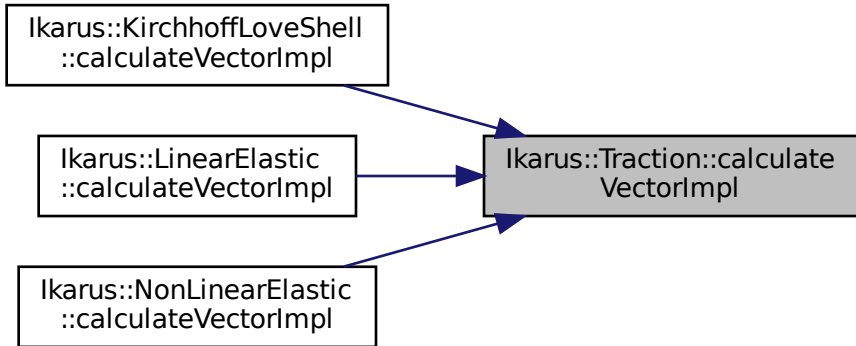 Ikarus::KirchhoffLoveShell
::calculateVectorImpl
Ikarus::LinearElastic
::calculateVectorImpl
Ikarus::Traction::calculate
VectorImpl
Ikarus::NonLinearElastic
::calculateVectorImpl